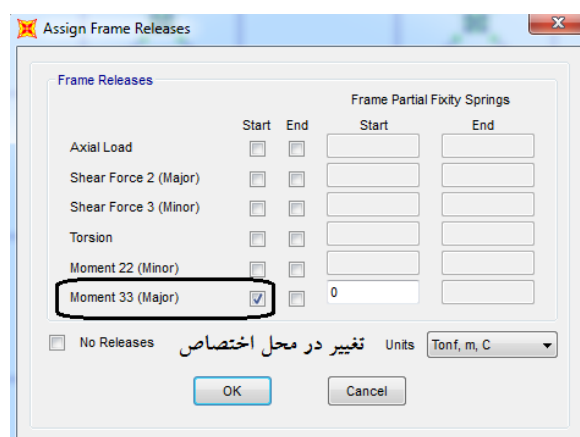 Assign Frame Releases
Frame Releases
Frame Partial Fixity Springs
Start End Start End
Axial Load
Shear Force 2 (Major)
Shear Force 3 (Minor)
Torsion
Moment 22 (Minor)
Moment 33 (Major) 0
No Releases تغییر در محل اختصاص Units Tonf, m, C
OK Cancel